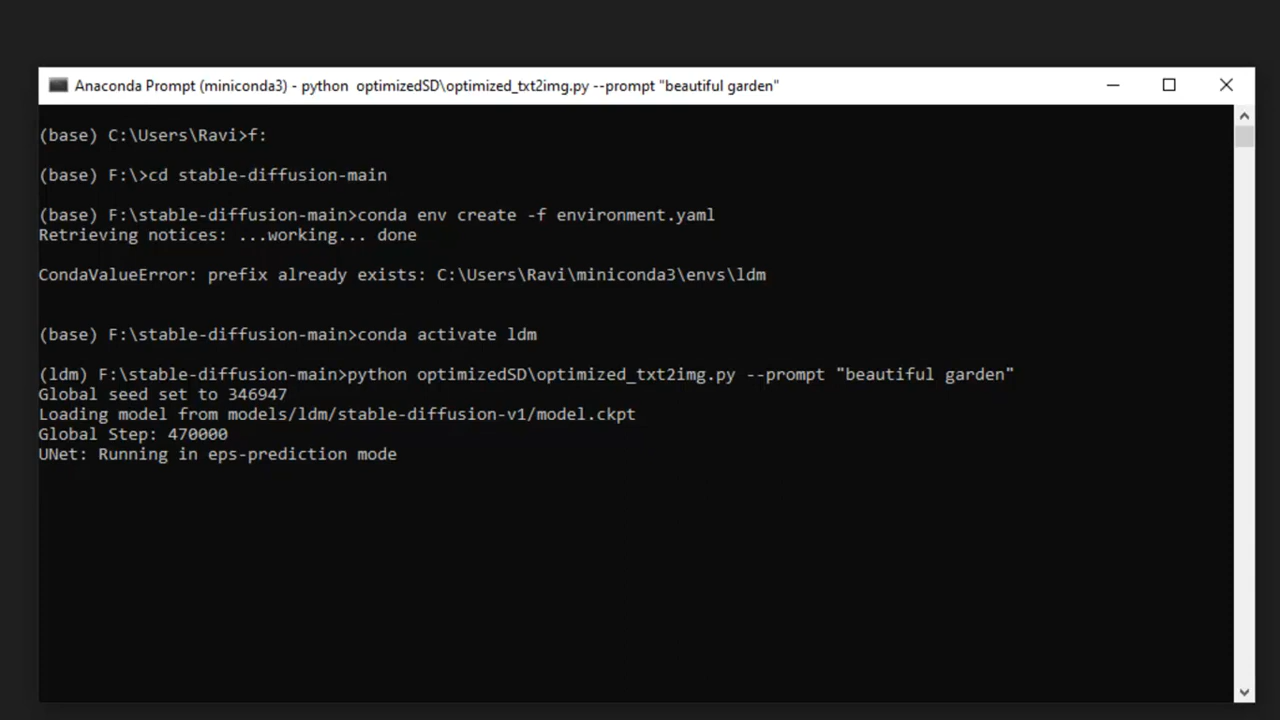 Anaconda Prompt (miniconda3) - python  optimizedSD\optimized_txt2img.py --prompt "beautiful garden"
(base) C:\Users\Ravi>f:
(base) F:\>cd stable-diffusion-main
(base) F:\stable-diffusion-main>conda env create -f environment.yaml
Retrieving notices: ...working... done
CondaValueError: prefix already exists: C:\Users\Ravi\miniconda3\envs\ldm
(base) F:\stable-diffusion-main>conda activate ldm
(ldm) F:\stable-diffusion-main>python optimizedSD\optimized_txt2img.py --prompt "beautiful garden"
Global seed set to 346947
Loading model from models/ldm/stable-diffusion-v1/model.ckpt
Global Step: 470000
UNet: Running in eps-prediction mode